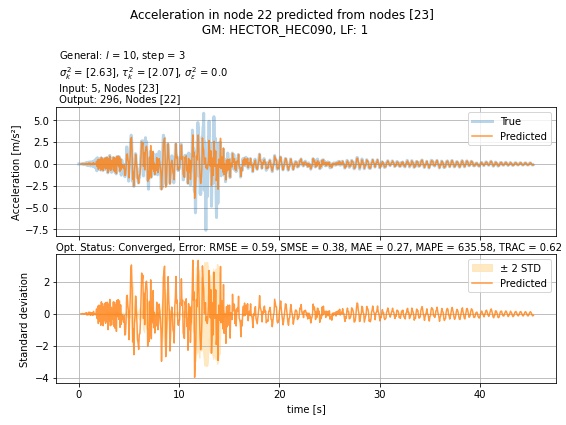 Acceleration in node 22 predicted from nodes [23]
GM: HECTOR_HEC090, LF: 1
General: l = 10, step = 3
σ²ₖ = [2.63], τ²ₖ = [2.07], σ²ε = 0.0
Input: 5, Nodes [23]
Output: 296, Nodes [22]
Acceleration [m/s²]
5.0
2.5
0.0
−2.5
−5.0
−7.5
True
Predicted
Opt. Status: Converged, Error: RMSE = 0.59, SMSE = 0.38, MAE = 0.27, MAPE = 635.58, TRAC = 0.62
Standard deviation
2
0
−2
−4
± 2 STD
Predicted
0 10 20 30 40
time [s]